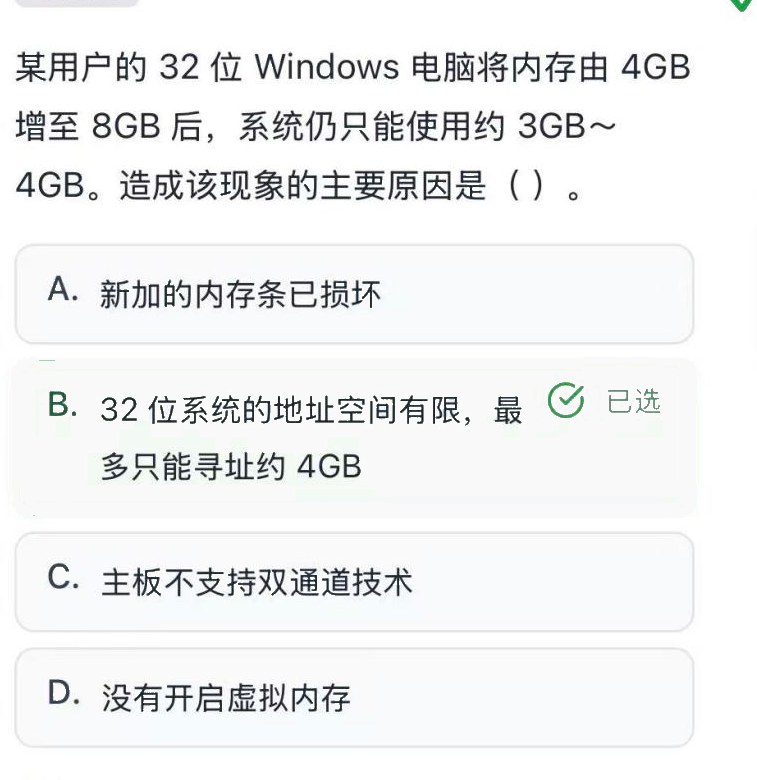 某用户的 32 位 Windows 电脑将内存由 4GB
增至 8GB 后，系统仍只能使用约 3GB～
4GB。造成该现象的主要原因是（ ）。
A. 新加的内存条已损坏
B. 32 位系统的地址空间有限，最 已选
多只能寻址约 4GB
C. 主板不支持双通道技术
D. 没有开启虚拟内存